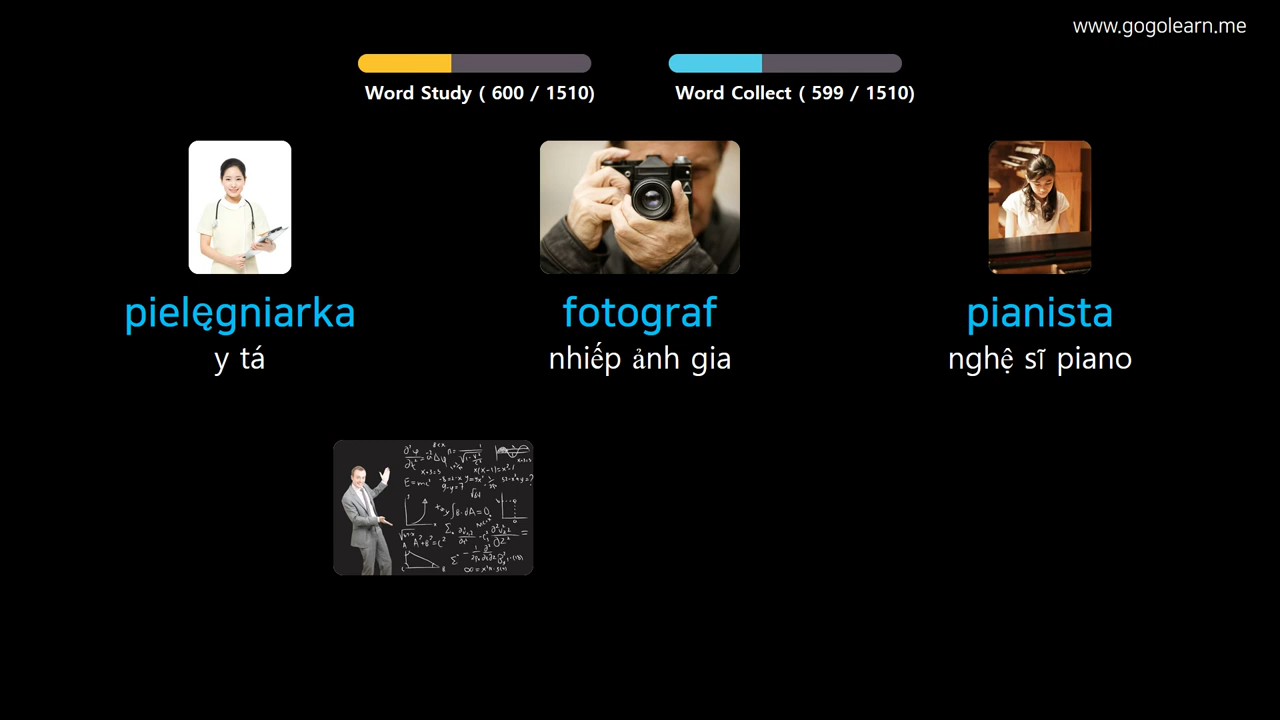 www.gogolearn.me
Word Study ( 600 / 1510)
Word Collect ( 599 / 1510)
pielęgniarka
y tá
fotograf
nhiếp ảnh gia
pianista
nghệ sĩ piano